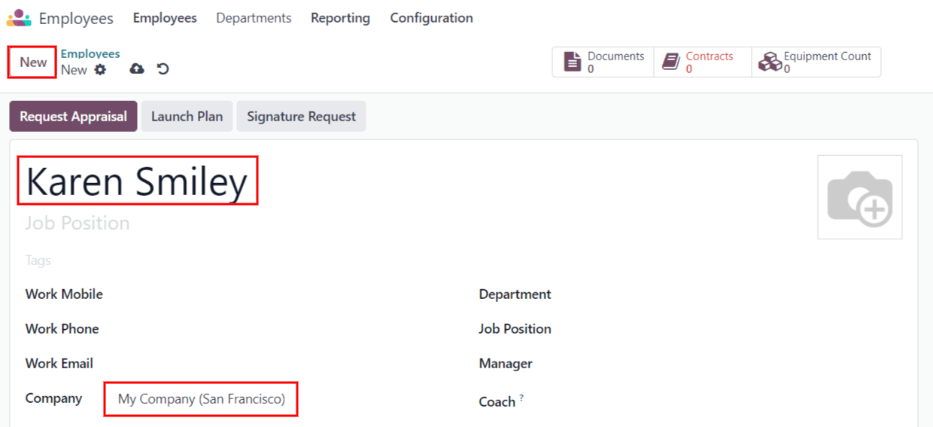 Employees Employees Departments Reporting Configuration
New Employees
New
Documents 0
Contracts 0
Equipment Count 0
Request Appraisal Launch Plan Signature Request
Karen Smiley
Job Position
Tags
Work Mobile Department
Work Phone Job Position
Work Email Manager
Company My Company (San Francisco) Coach ?